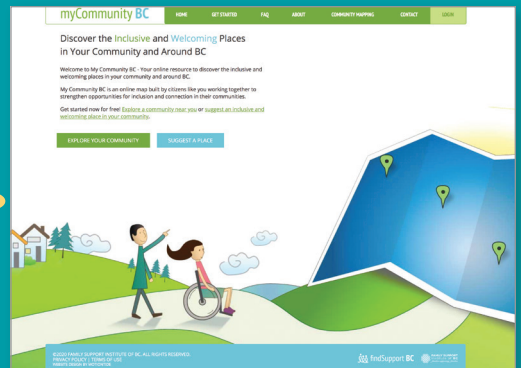 myCommunity BC
HOME GET STARTED FAQ ABOUT COMMUNITY MAPPING CONTACT LOGIN
Discover the Inclusive and Welcoming Places
in Your Community and Around BC
Welcome to My Community BC - Your online resource to discover the inclusive and
welcoming places in your community and around BC.
My Community BC is an online map built by citizens like you working together to
strengthen opportunities for inclusion and connection in their communities.
Get started now for free! Explore a community near you or suggest an inclusive and
welcoming place in your community.
EXPLORE YOUR COMMUNITY SUGGEST A PLACE
©2020 FAMILY SUPPORT INSTITUTE OF BC. ALL RIGHTS RESERVED.
PRIVACY POLICY | TERMS OF USE
findSupport BC